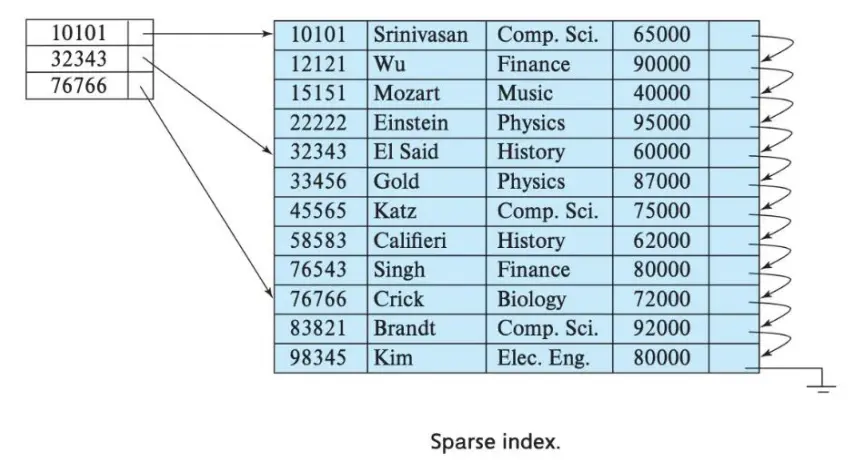 10101
32343
76766
10101 Srinivasan Comp. Sci. 65000
12121 Wu Finance 90000
15151 Mozart Music 40000
22222 Einstein Physics 95000
32343 El Said History 60000
33456 Gold Physics 87000
45565 Katz Comp. Sci. 75000
58583 Califieri History 62000
76543 Singh Finance 80000
76766 Crick Biology 72000
83821 Brandt Comp. Sci. 92000
98345 Kim Elec. Eng. 80000
Sparse index.